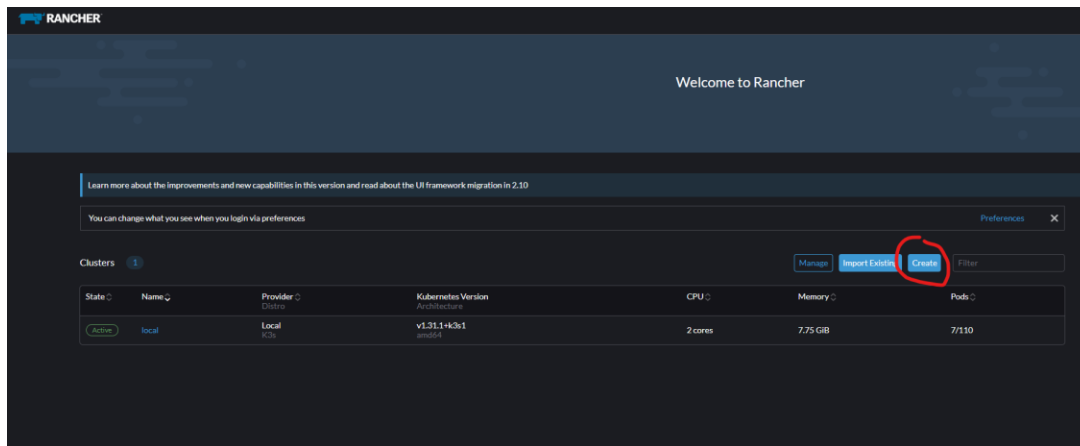 RANCHER
Welcome to Rancher
Learn more about the improvements and new capabilities in this version and read about the UI framework migration in 2.10
You can change what you see when you login via preferences Preferences ×
Clusters 1 Manage Import Existing Create Filter
State Name Provider Kubernetes Version CPU Memory Pods
Distro Architecture
Active local Local v1.31.1+k3s1 2 cores 7.75 GiB 7/110
K3s amd64